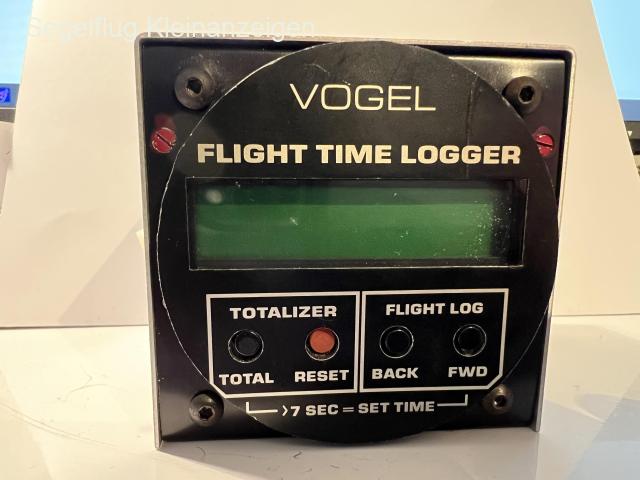 Segelflug Kleinanzeigen
VOGEL
FLIGHT TIME LOGGER
TOTALIZER
FLIGHT LOG
TOTAL RESET BACK FWD
>7 SEC = SET TIME